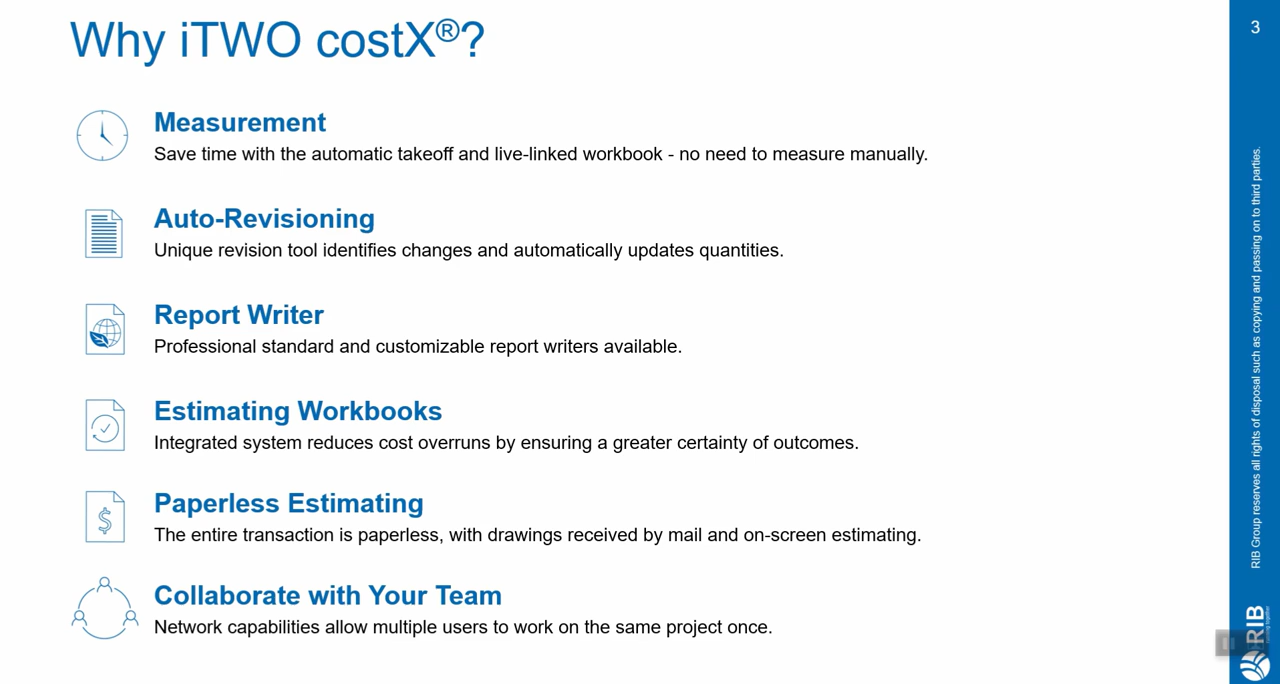 Why iTWO costX®?
3
Measurement
Save time with the automatic takeoff and live-linked workbook - no need to measure manually.
Auto-Revisioning
Unique revision tool identifies changes and automatically updates quantities.
Report Writer
Professional standard and customizable report writers available.
Estimating Workbooks
Integrated system reduces cost overruns by ensuring a greater certainty of outcomes.
Paperless Estimating
The entire transaction is paperless, with drawings received by mail and on-screen estimating.
Collaborate with Your Team
Network capabilities allow multiple users to work on the same project once.
RIB Group reserves all rights of disposal such as copying and passing on to third parties.
RIB